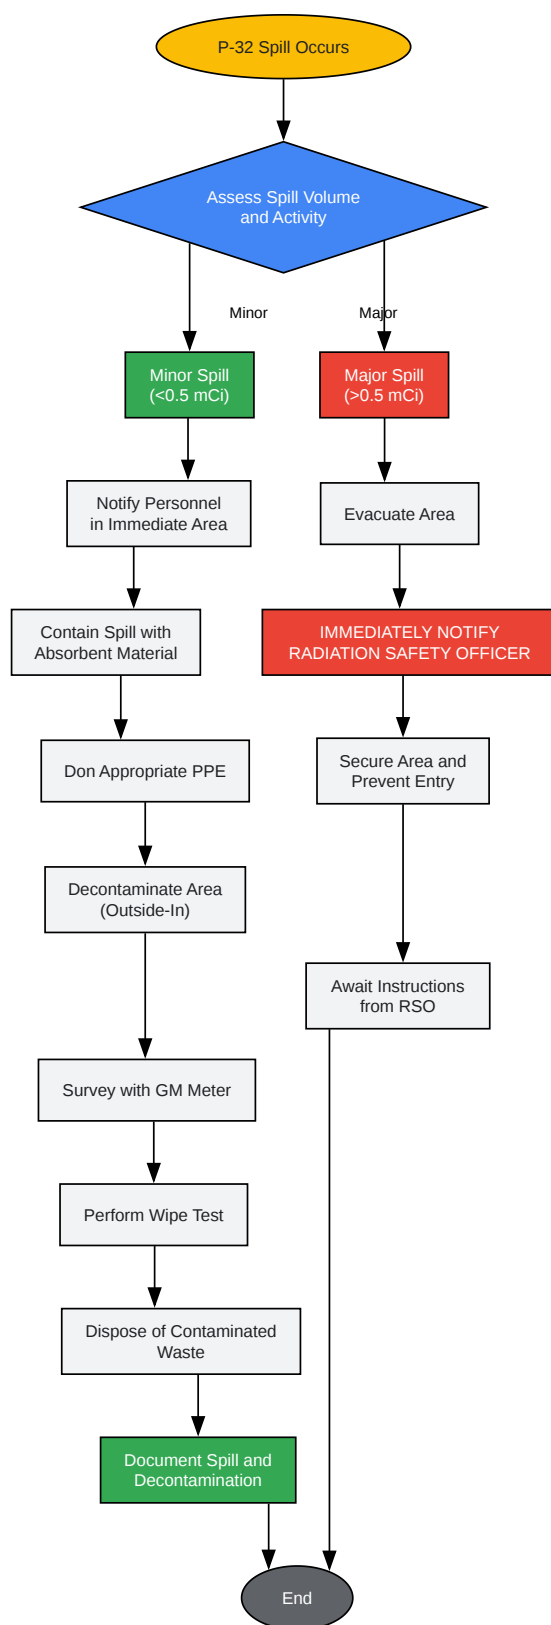 P-32 Spill Occurs
Assess Spill Volume
and Activity
Minor
Major
Minor Spill
(<0.5 mCi)
Major Spill
(>0.5 mCi)
Notify Personnel
in Immediate Area
Evacuate Area
Contain Spill with
Absorbent Material
IMMEDIATELY NOTIFY
RADIATION SAFETY OFFICER
Don Appropriate PPE
Secure Area and
Prevent Entry
Decontaminate Area
(Outside-In)
Await Instructions
from RSO
Survey with GM Meter
Perform Wipe Test
Dispose of Contaminated
Waste
Document Spill and
Decontamination
End